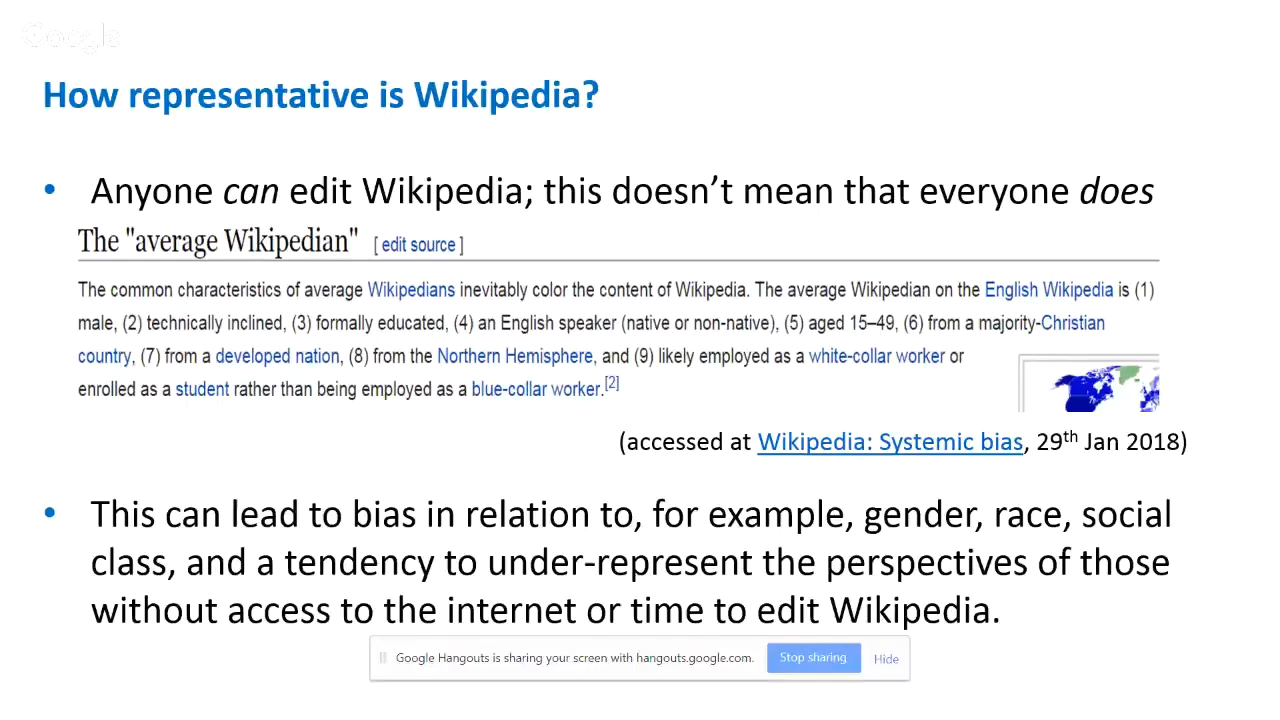 Google
How representative is Wikipedia?
• Anyone can edit Wikipedia; this doesn't mean that everyone does
The "average Wikipedian" [ edit source ]
The common characteristics of average Wikipedians inevitably color the content of Wikipedia. The average Wikipedian on the English Wikipedia is (1)
male, (2) technically inclined, (3) formally educated, (4) an English speaker (native or non-native), (5) aged 15–49, (6) from a majority-Christian
country, (7) from a developed nation, (8) from the Northern Hemisphere, and (9) likely employed as a white-collar worker or
enrolled as a student rather than being employed as a blue-collar worker.[2]
(accessed at Wikipedia: Systemic bias, 29th Jan 2018)
• This can lead to bias in relation to, for example, gender, race, social
class, and a tendency to under-represent the perspectives of those
without access to the internet or time to edit Wikipedia.
Google Hangouts is sharing your screen with hangouts.google.com. Stop sharing Hide